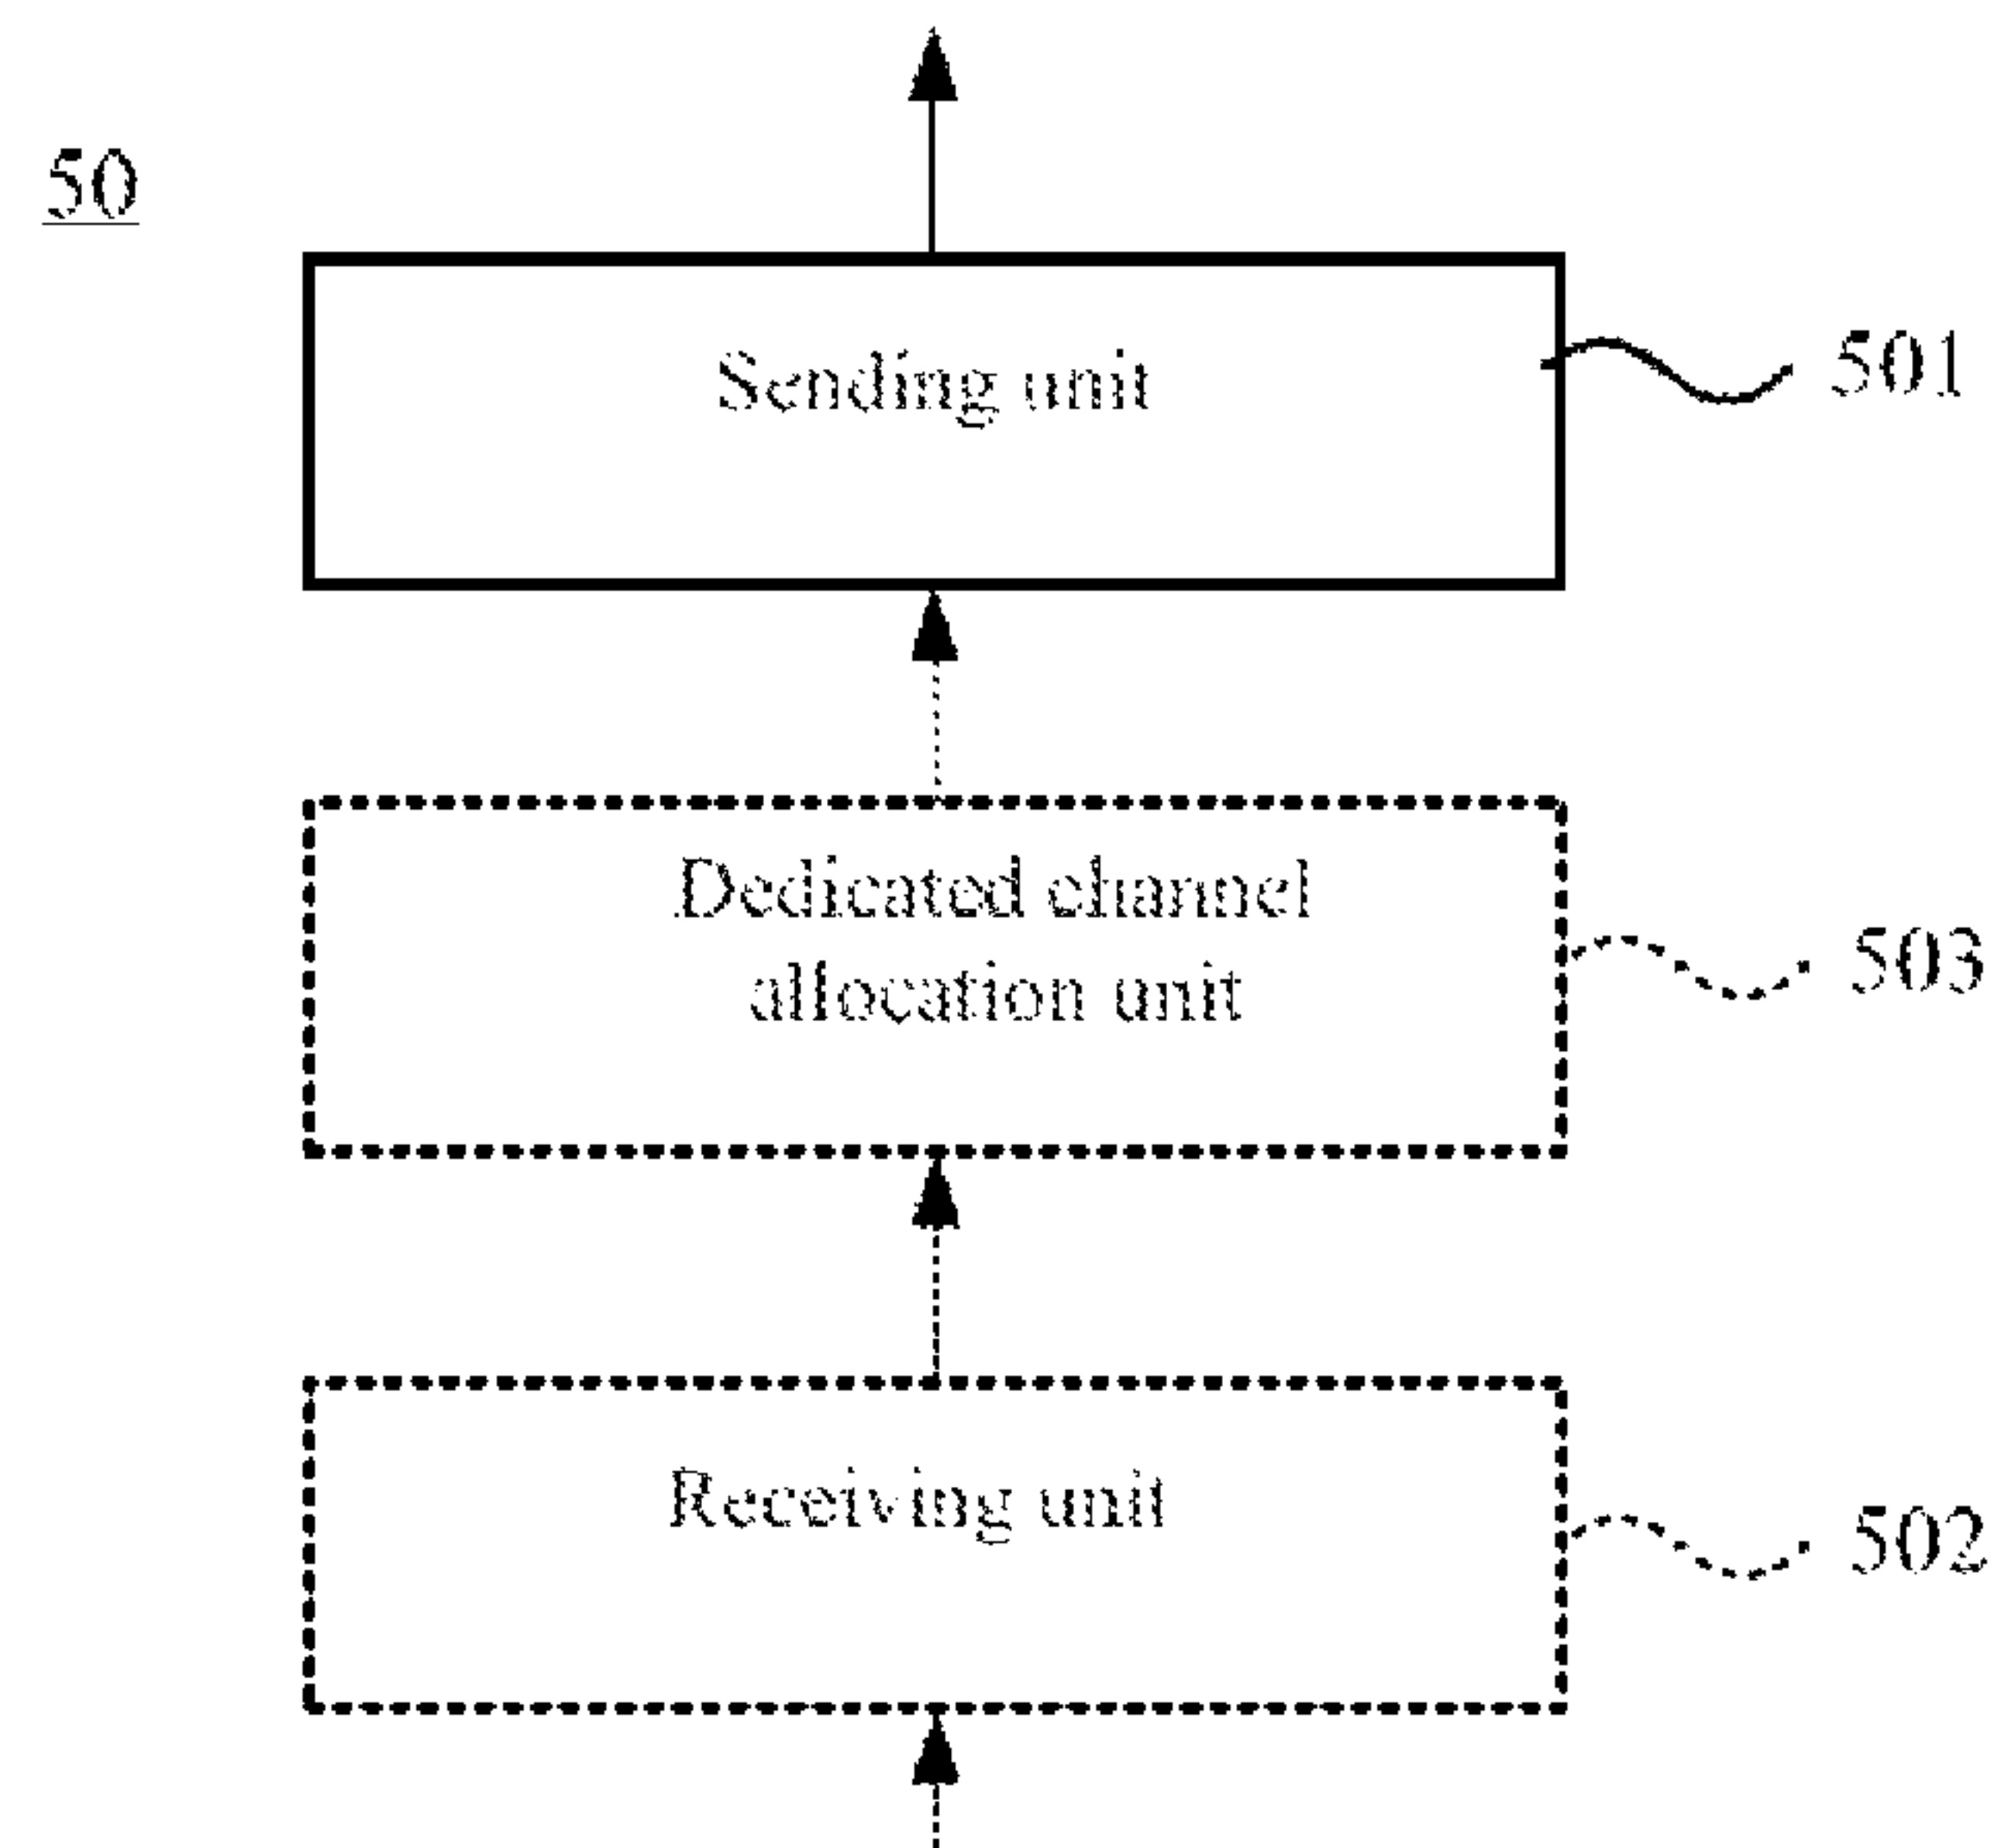 50
Sending unit
501
Dedicated channel
allocation unit
503
Receiving unit
502